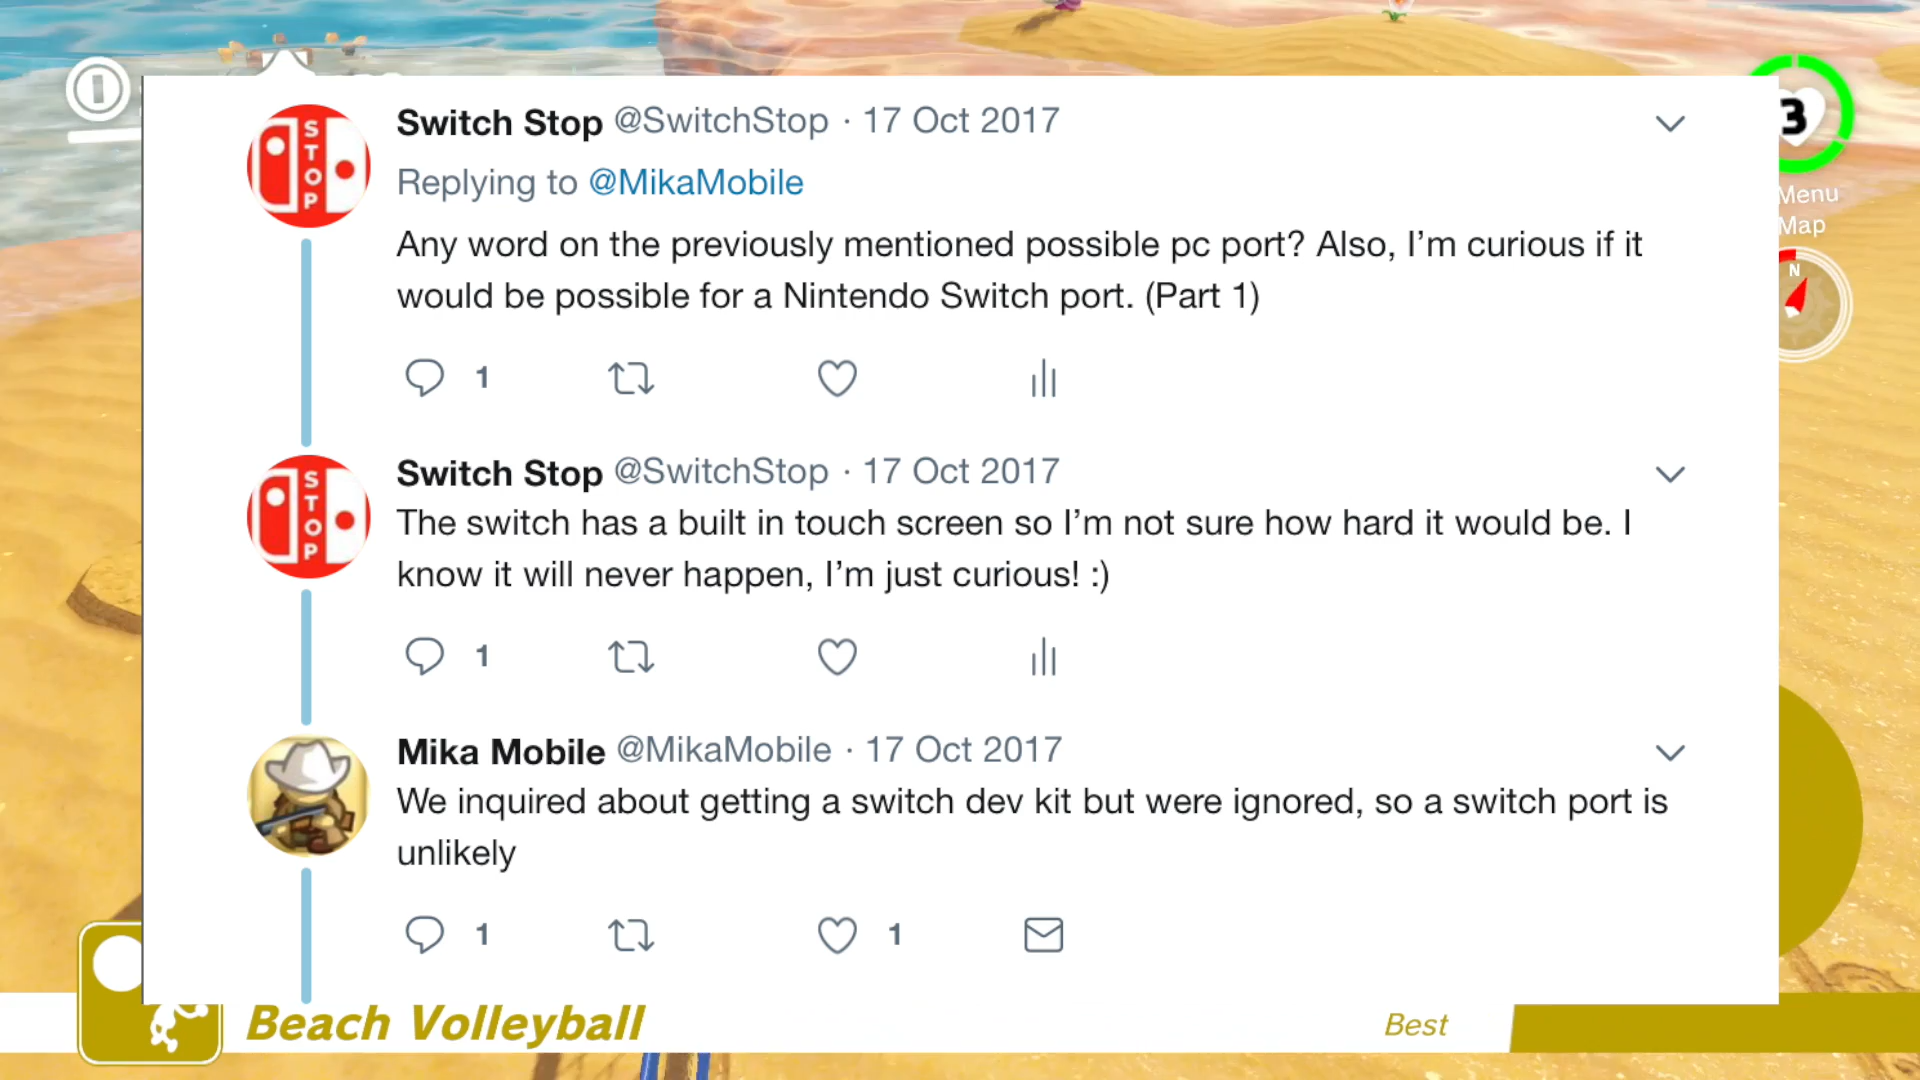 Switch Stop @SwitchStop · 17 Oct 2017
Replying to @MikaMobile
Any word on the previously mentioned possible pc port? Also, I'm curious if it
would be possible for a Nintendo Switch port. (Part 1)
1
STOP
3
Menu
Map
N
Switch Stop @SwitchStop · 17 Oct 2017
The switch has a built in touch screen so I'm not sure how hard it would be. I
know it will never happen, I'm just curious! :)
1
STOP
Mika Mobile @MikaMobile · 17 Oct 2017
We inquired about getting a switch dev kit but were ignored, so a switch port is
unlikely
1 1
Beach Volleyball
Best